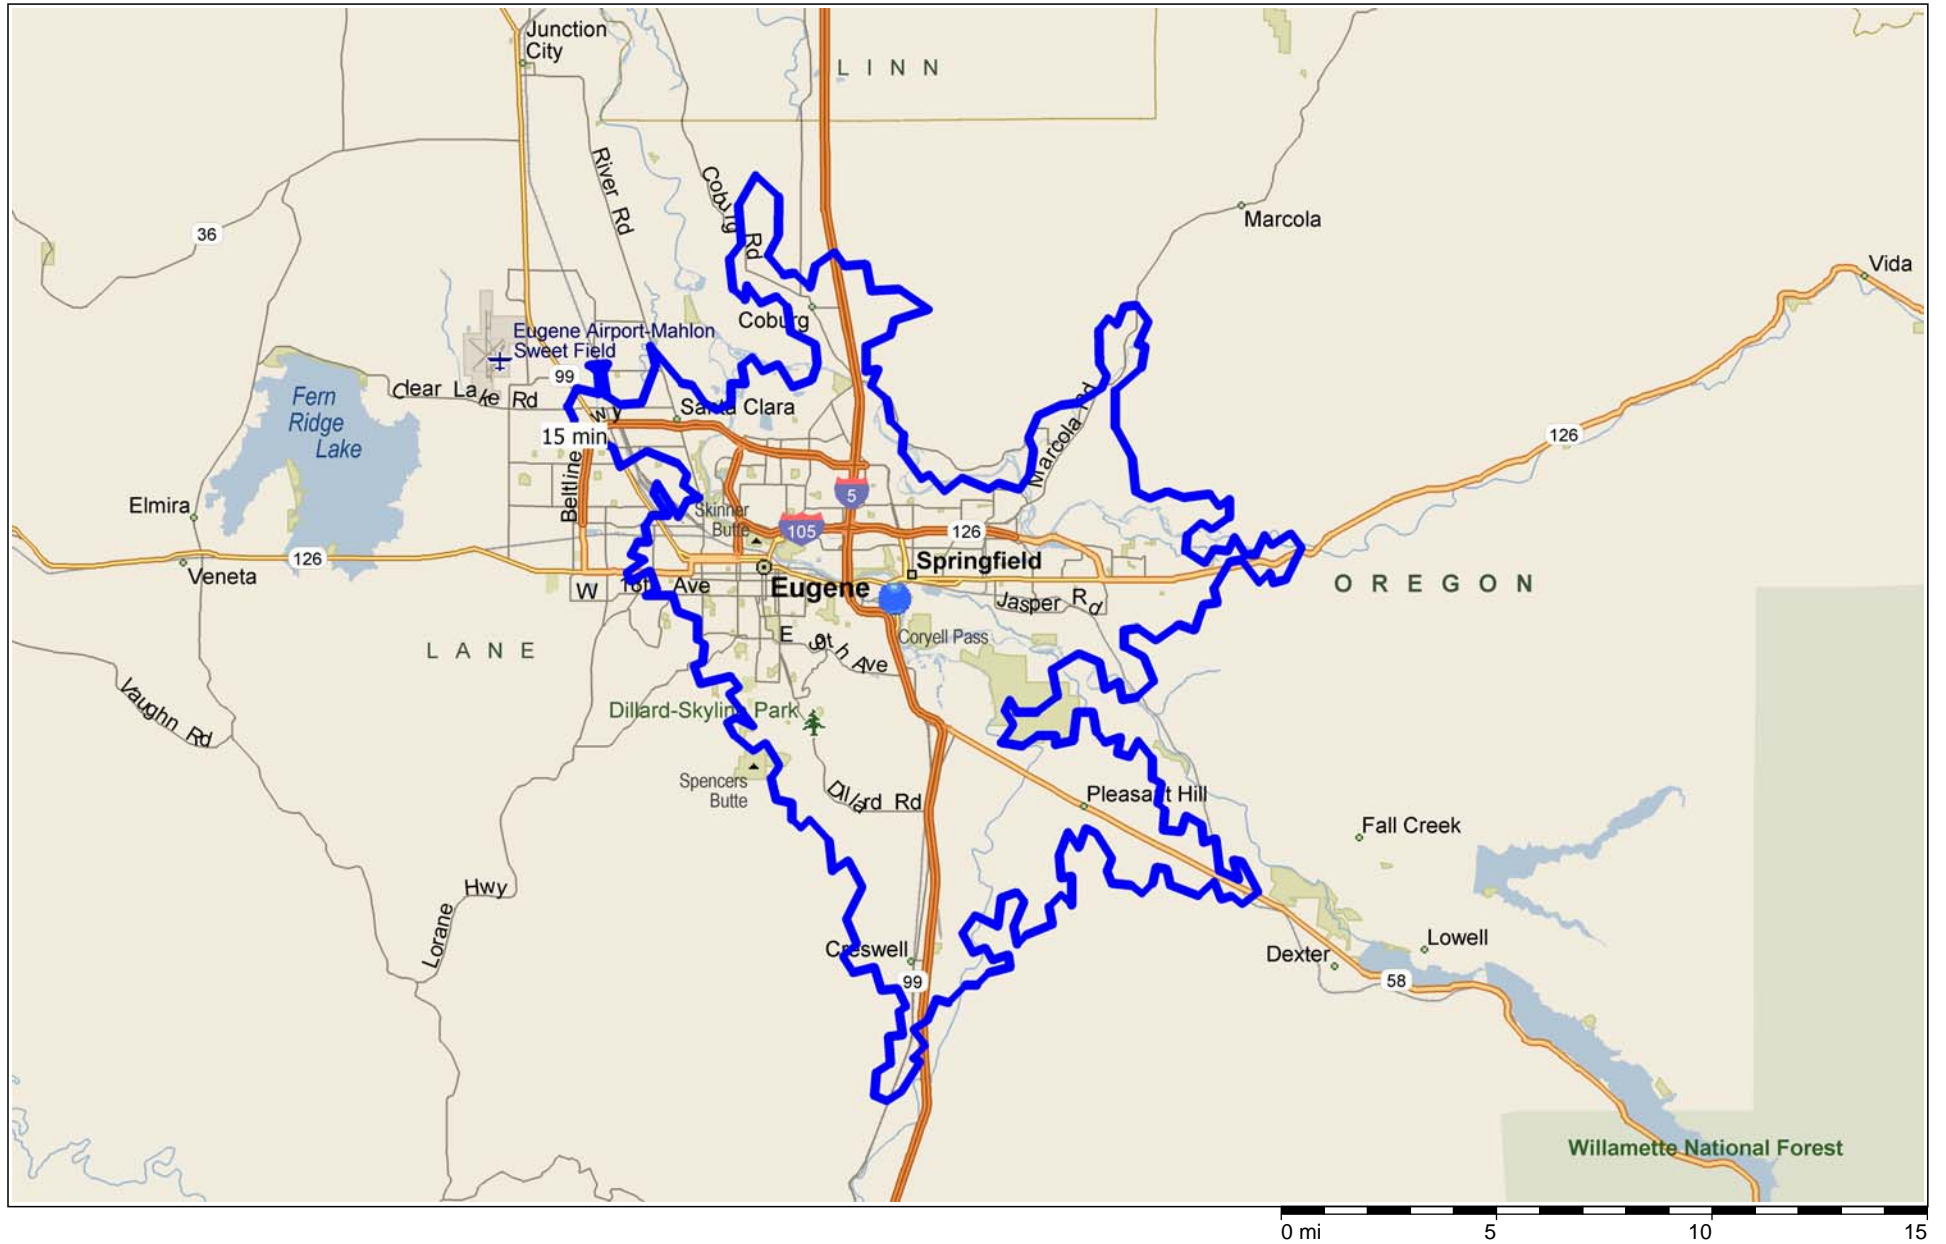 Junction
City
LINN
River Rd
Coburg Rd
Marcola
36
Vida
Coburg
Eugene Airport-Mahlon
Sweet Field
99
Clear Lake Rd
Fern
Ridge
Lake
wy
Santa Clara
15 min
Marcola Rd
126
Beltline
5
Elmira
Skinner
Butte
105
126
126
Veneta
Springfield
W 18th Ave
Eugene
OREGON
Jasper Rd
LANE
E
9th Ave
Coryell Pass
Vaughn Rd
Dillard-Skyline Park
Spencers
Butte
Dillard Rd
Pleasant Hill
Fall Creek
Lorane Hwy
Creswell
99
Dexter
Lowell
58
Willamette National Forest
0 mi 5 10 15